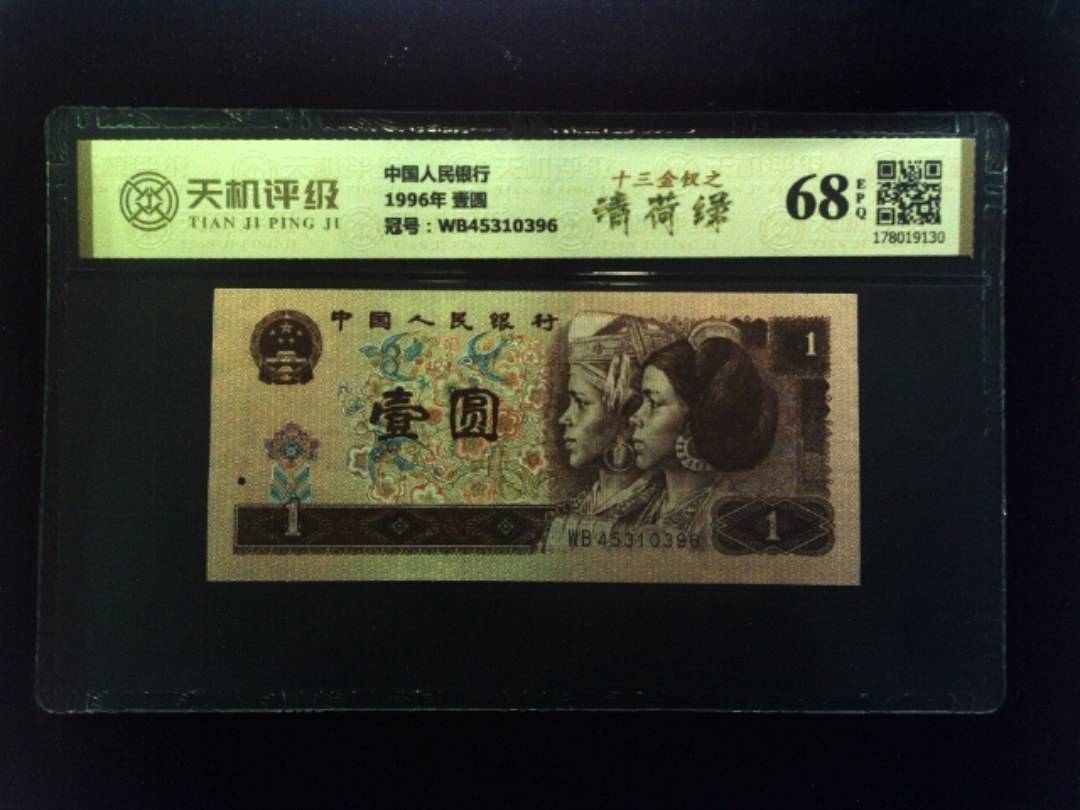 天机评级
TIAN JI PING JI
中国人民银行
1996年 壹圆
冠号：WB45310396
十三金钗之
清荷绿
68
EPQ
178019130
中国人民银行
1
壹圆
1
WB45310396
1